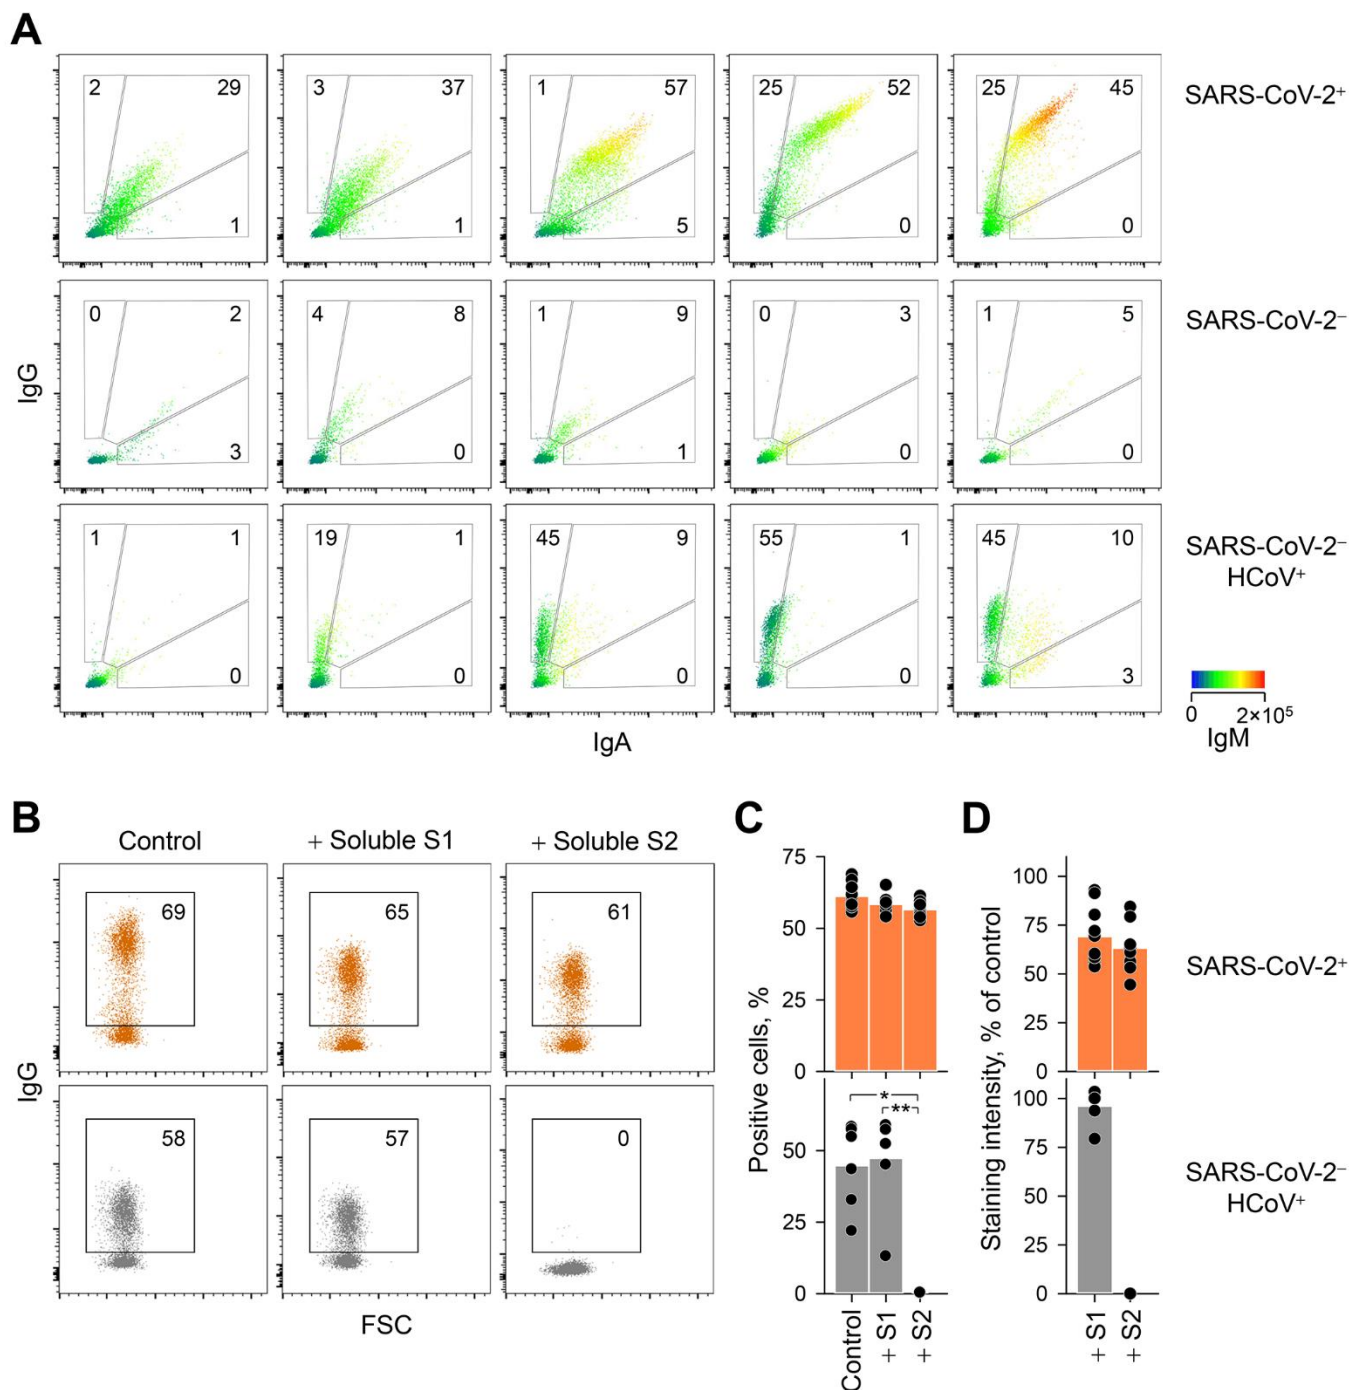 A
2 29 3 37 1 57 25 52 25 45
SARS-CoV-2⁺
1 1 5 0 0
0 2 4 8 1 9 0 3 1 5
SARS-CoV-2⁻
IgG
3 0 1 0 0
1 1 19 1 45 9 55 1 45 10
SARS-CoV-2⁻
HCoV⁺
0 0 0 0 3
0 2×10⁵
IgM
IgA
B
Control + Soluble S1 + Soluble S2
69 65 61
IgG
58 57 0
FSC
C
75
50
25
0
Positive cells, %
* **
50
25
0
Control + S1 + S2
D
100
75
50
25
0
Staining intensity, % of control
100
75
50
25
0
+ S1 + S2
SARS-CoV-2⁺
SARS-CoV-2⁻
HCoV⁺